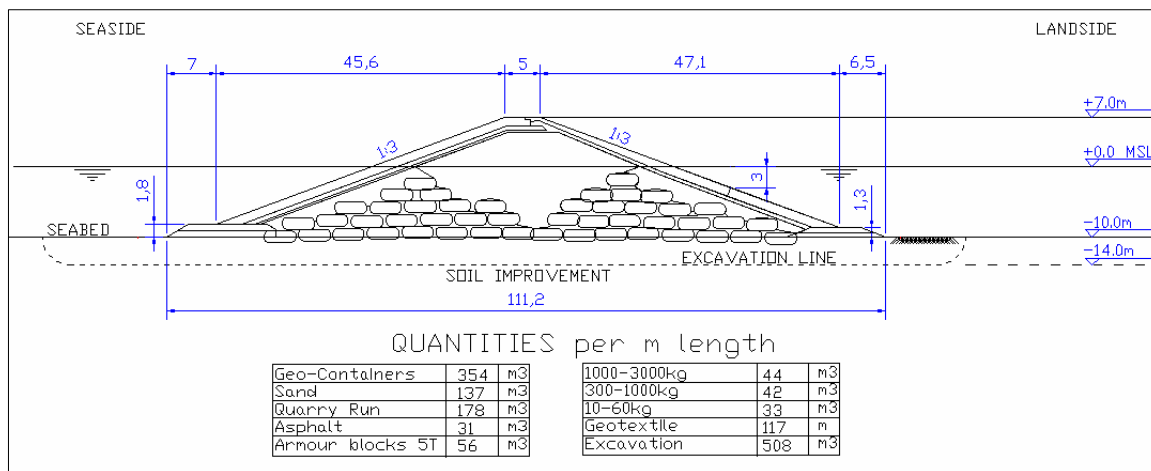 SEASIDE LANDSIDE
7 45,6 5 47,1 6,5
+7.0m
1:3 1:3
+0.0 MSL
3
1,8 1,3
SEABED -10.0m
EXCAVATION LINE -14.0m
SOIL IMPROVEMENT
111,2
QUANTITIES per m length
Geo-Containers 354 m3 1000-3000kg 44 m3
Sand 137 m3 300-1000kg 42 m3
Quarry Run 178 m3 10-60kg 33 m3
Asphalt 31 m3 Geotextile 117 m
Armour blocks 5T 56 m3 Excavation 508 m3